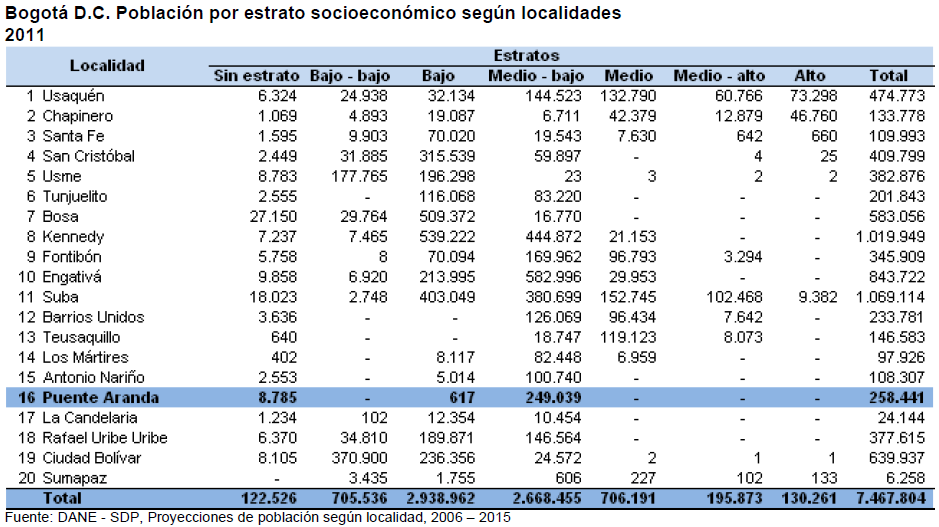 Bogotá D.C. Población por estrato socioeconómico según localidades
2011
Localidad Estratos
Sin estrato Bajo - bajo Bajo Medio - bajo Medio Medio - alto Alto Total
1 Usaquén 6.324 24.938 32.134 144.523 132.790 60.766 73.298 474.773
2 Chapinero 1.069 4.893 19.087 6.711 42.379 12.879 46.760 133.778
3 Santa Fe 1.595 9.903 70.020 19.543 7.630 642 660 109.993
4 San Cristóbal 2.449 31.885 315.539 59.897 - 4 25 409.799
5 Usme 8.783 177.765 196.298 23 3 2 2 382.876
6 Tunjuelito 2.555 - 116.068 83.220 - - - 201.843
7 Bosa 27.150 29.764 509.372 16.770 - - - 583.056
8 Kennedy 7.237 7.465 539.222 444.872 21.153 - - 1.019.949
9 Fontibón 5.758 8 70.094 169.962 96.793 3.294 - 345.909
10 Engativá 9.858 6.920 213.995 582.996 29.953 - - 843.722
11 Suba 18.023 2.748 403.049 380.699 152.745 102.468 9.382 1.069.114
12 Barrios Unidos 3.636 - - 126.069 96.434 7.642 - 233.781
13 Teusaquillo 640 - - 18.747 119.123 8.073 - 146.583
14 Los Mártires 402 - 8.117 82.448 6.959 - - 97.926
15 Antonio Nariño 2.553 - 5.014 100.740 - - - 108.307
16 Puente Aranda 8.785 - 617 249.039 - - - 258.441
17 La Candelaria 1.234 102 12.354 10.454 - - - 24.144
18 Rafael Uribe Uribe 6.370 34.810 189.871 146.564 - - - 377.615
19 Ciudad Bolívar 8.105 370.900 236.356 24.572 2 1 1 639.937
20 Sumapaz - 3.435 1.755 606 227 102 133 6.258
Total 122.526 705.536 2.938.962 2.668.455 706.191 195.873 130.261 7.467.804
Fuente: DANE - SDP, Proyecciones de población según localidad, 2006 – 2015